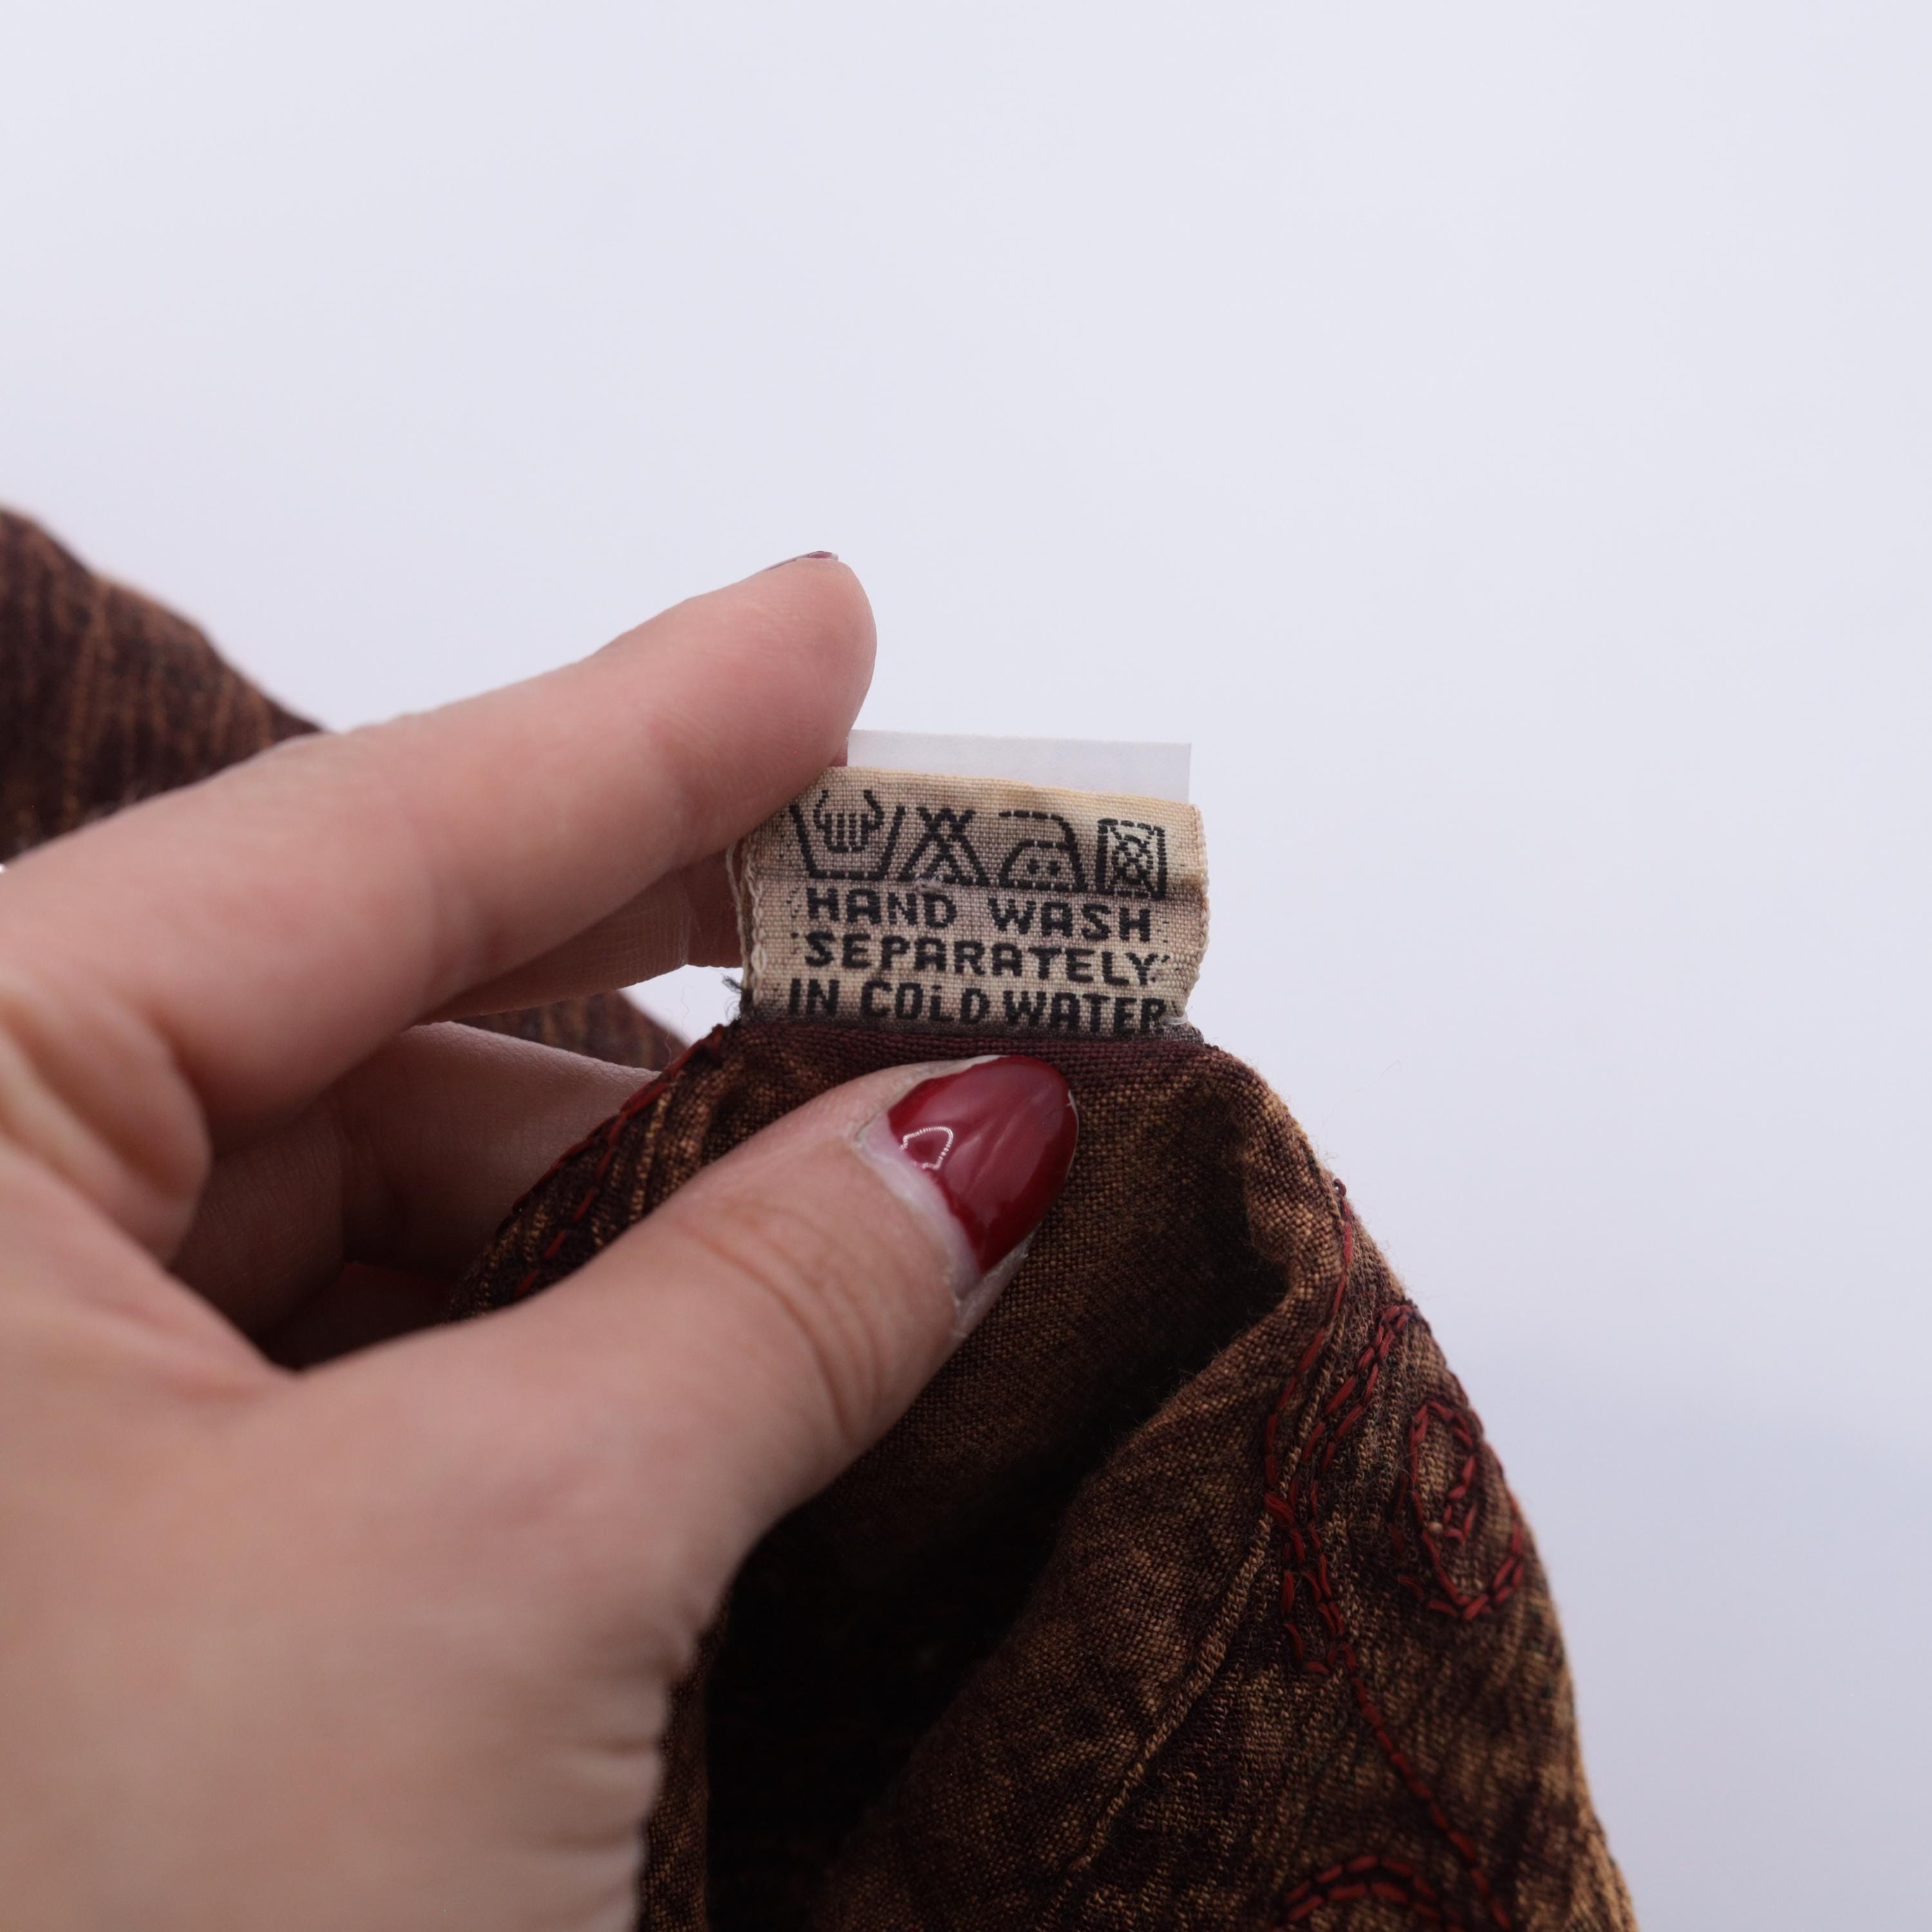 HAND WASH
SEPARATELY
IN COLD WATER